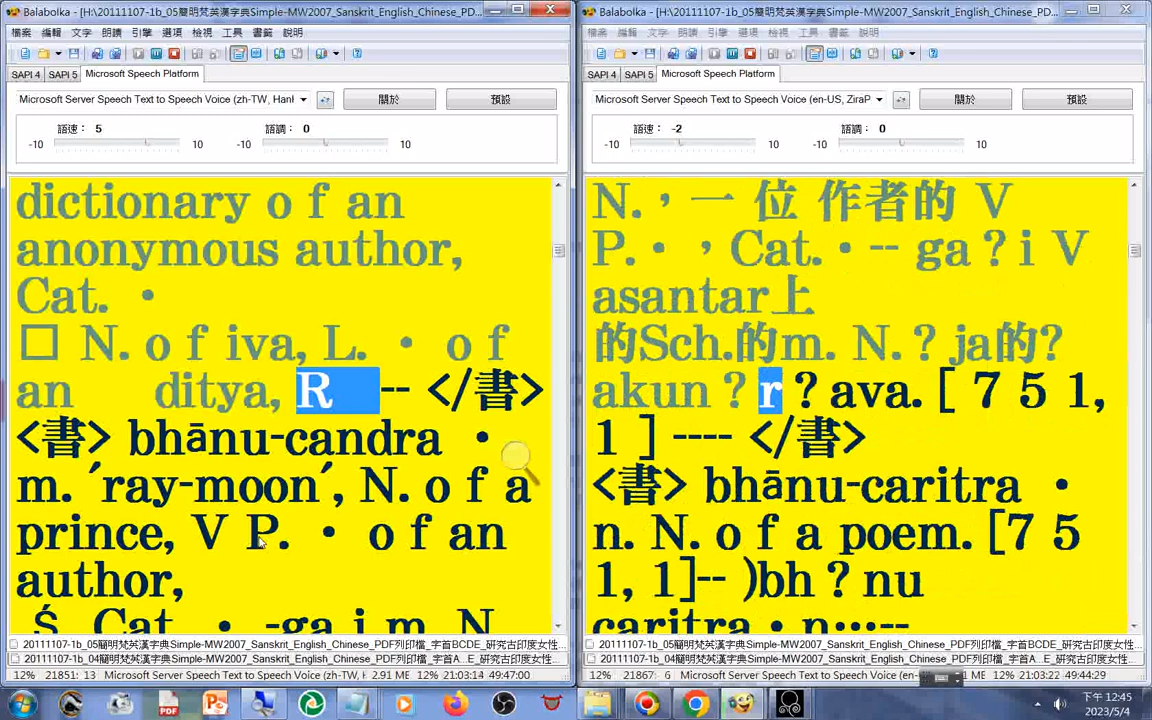 Balabolka - [H:\20111107-1b_05簡明梵英漢字典Simple-MW2007_Sanskrit_English_Chinese_PD...
檔案 編輯 文字 朗讀 引擎 選項 檢視 工具 書籤 說明
SAPI 4 SAPI 5 Microsoft Speech Platform
Microsoft Server Speech Text to Speech Voice (zh-TW, Hanl
關於 預設
語速: 5 語調: 0
-10 10 -10 10
dictionary o f an
anonymous author,
Cat. •
□ N. o f iva, L. • o f
an ditya, R -- </書>
<書> bhānu-candra •
m. ´ray-moon´, N. o f a
prince, V P. • o f an
author,
Ś Cat. • -ga i m. N.
20111107-1b_05簡明梵英漢字典Simple-MW2007_Sanskrit_English_Chinese_PDF列印檔_字首BCDE_研究古印度女性...
20111107-1b_04簡明梵英漢字典Simple-MW2007_Sanskrit_English_Chinese_PDF列印檔_字首A...E_研究古印度女性...
12% 21851: 13 Microsoft Server Speech Text to Speech Voice (zh-TW, Hanl 2.91 MB 12% 21:03:14 49:47:00
Balabolka - [H:\20111107-1b_05簡明梵英漢字典Simple-MW2007_Sanskrit_English_Chinese_PD...
檔案 編輯 文字 朗讀 引擎 選項 檢視 工具 書籤 說明
SAPI 4 SAPI 5 Microsoft Speech Platform
Microsoft Server Speech Text to Speech Voice (en-US, ZiraP
關於 預設
語速: -2 語調: 0
-10 10 -10 10
N.，一 位 作者的 V
P.•，Cat.•-- ga？i V
asantar上
的Sch.的m. N.？ja的?
akun？r？ava. [ 7 5 1,
1 ] ---- </書>
<書> bhānu-caritra •
n. N. o f a poem. [7 5
1, 1]-- )bh？nu
caritra•n•••--
20111107-1b_05簡明梵英漢字典Simple-MW2007_Sanskrit_English_Chinese_PDF列印檔_字首BCDE_研究古印度女性...
20111107-1b_04簡明梵英漢字典Simple-MW2007_Sanskrit_English_Chinese_PDF列印檔_字首A...E_研究古印度女性...
12% 21867: 6 Microsoft Server Speech 12% 21:03:22 49:44:29
下午 12:45
2023/5/4